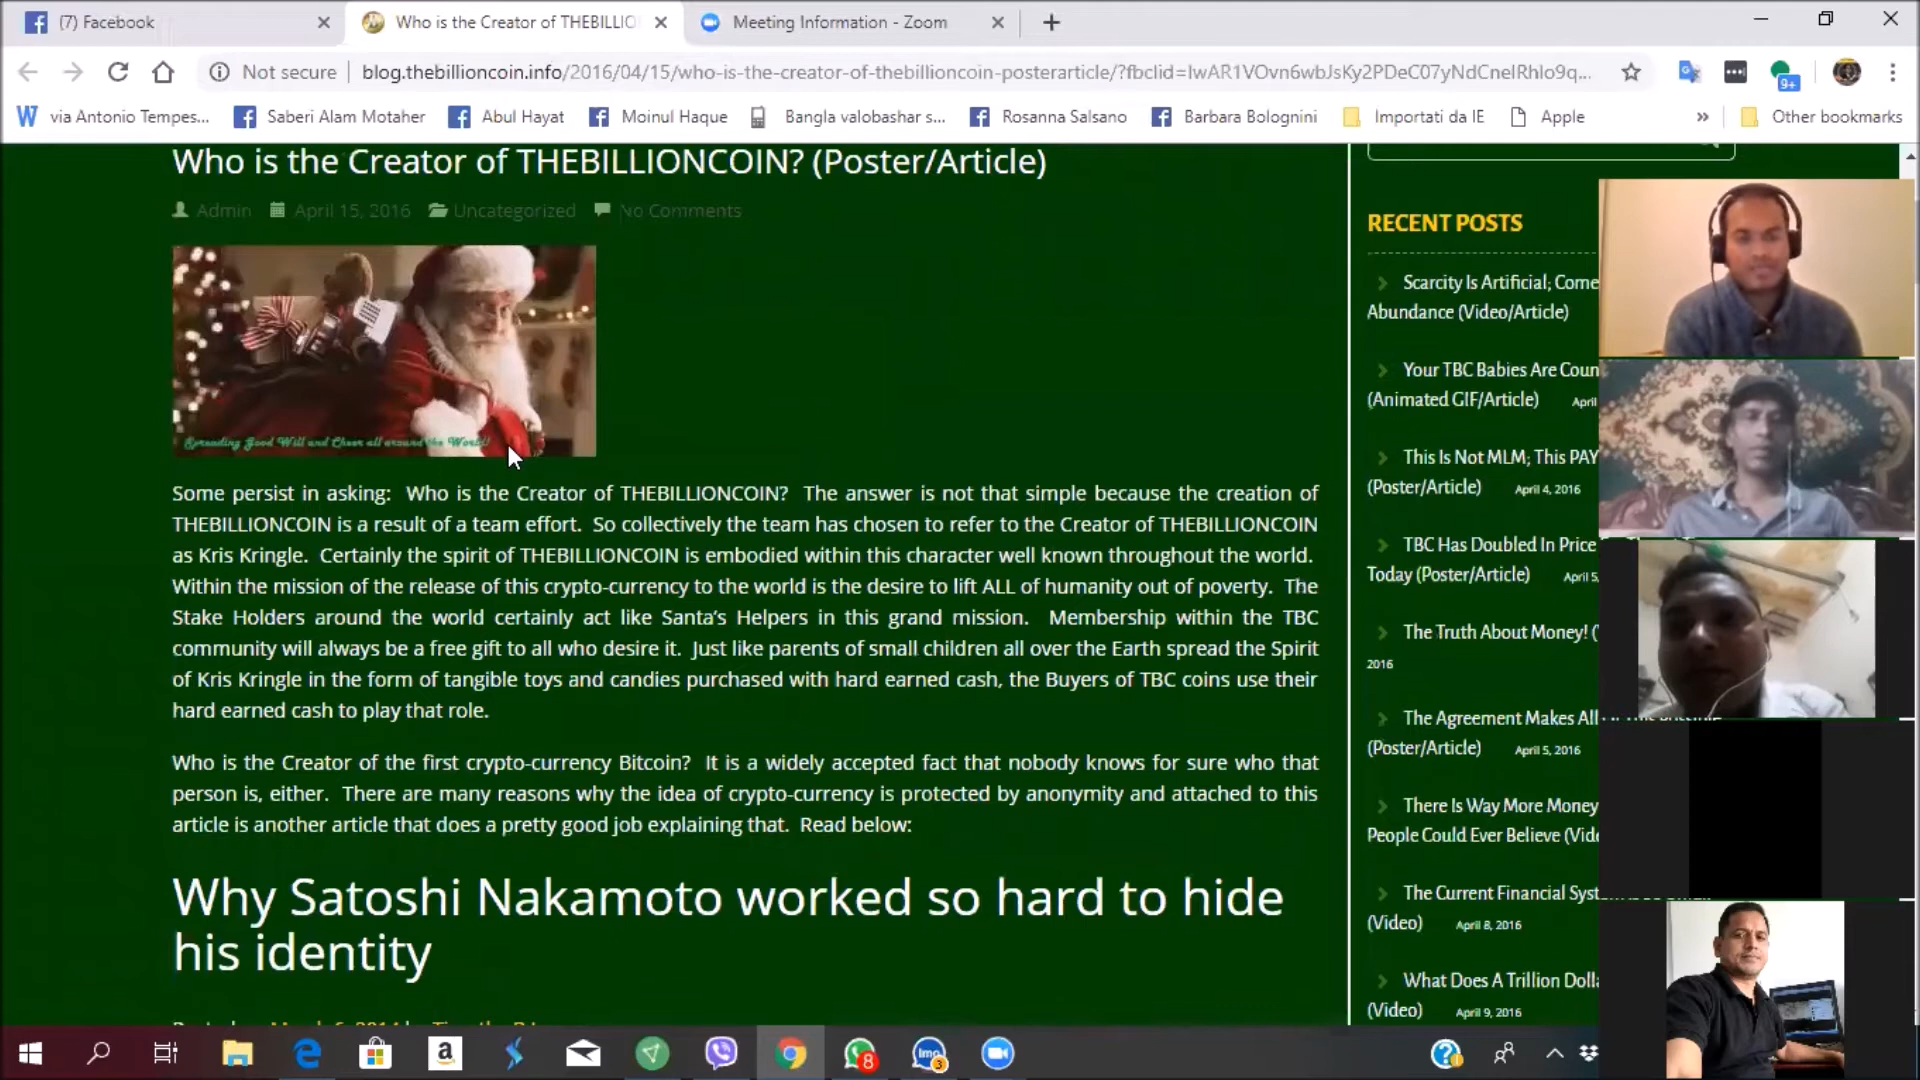 (7) Facebook
Who is the Creator of THEBILLIO
Meeting Information - Zoom
Not secure
blog.thebillioncoin.info/2016/04/15/who-is-the-creator-of-thebillioncoin-posterarticle/?fbclid=IwAR1VOvn6wbJsKy2PDeC07yNdCnelRhlo9q...
9+
via Antonio Tempes...
Saberi Alam Motaher
Abul Hayat
Moinul Haque
Bangla valobashar s...
Rosanna Salsano
Barbara Bolognini
Importati da IE
Apple
»
Other bookmarks
Who is the Creator of THEBILLIONCOIN? (Poster/Article)
Admin April 15, 2016 Uncategorized No Comments
Spreading Good Will and Cheer all around the World!
Some persist in asking: Who is the Creator of THEBILLIONCOIN? The answer is not that simple because the creation of
THEBILLIONCOIN is a result of a team effort. So collectively the team has chosen to refer to the Creator of THEBILLIONCOIN
as Kris Kringle. Certainly the spirit of THEBILLIONCOIN is embodied within this character well known throughout the world.
Within the mission of the release of this crypto-currency to the world is the desire to lift ALL of humanity out of poverty. The
Stake Holders around the world certainly act like Santa's Helpers in this grand mission. Membership within the TBC
community will always be a free gift to all who desire it. Just like parents of small children all over the Earth spread the Spirit
of Kris Kringle in the form of tangible toys and candies purchased with hard earned cash, the Buyers of TBC coins use their
hard earned cash to play that role.
Who is the Creator of the first crypto-currency Bitcoin? It is a widely accepted fact that nobody knows for sure who that
person is, either. There are many reasons why the idea of crypto-currency is protected by anonymity and attached to this
article is another article that does a pretty good job explaining that. Read below:
Why Satoshi Nakamoto worked so hard to hide
his identity
RECENT POSTS
Scarcity Is Artificial; Come
Abundance (Video/Article)
Your TBC Babies Are Coun
(Animated GIF/Article) April
This Is Not MLM; This PAY
(Poster/Article) April 4, 2016
TBC Has Doubled In Price
Today (Poster/Article) April 5,
The Truth About Money! (
2016
The Agreement Makes All
(Poster/Article) April 5, 2016
There Is Way More Money
People Could Ever Believe (Vide
The Current Financial Syst
(Video) April 8, 2016
What Does A Trillion Dolla
(Video) April 9, 2016
8
imo
3